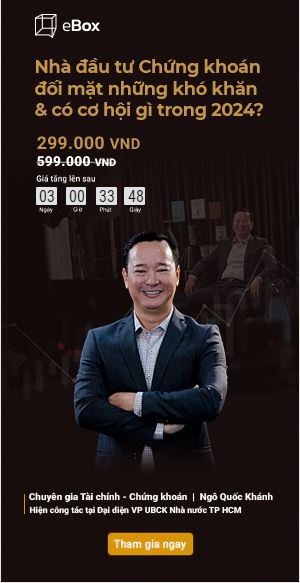 eBox
Nhà đầu tư Chứng khoán
đối mặt những khó khăn
& có cơ hội gì trong 2024?
299.000 VND
599.000 VND
Giá tăng lên sau
03 00 33 48
Ngày Giờ Phút Giây
Chuyên gia Tài chính - Chứng khoán | Ngô Quốc Khánh
Hiện công tác tại Đại diện VP UBCK Nhà nước TP HCM
Tham gia ngay